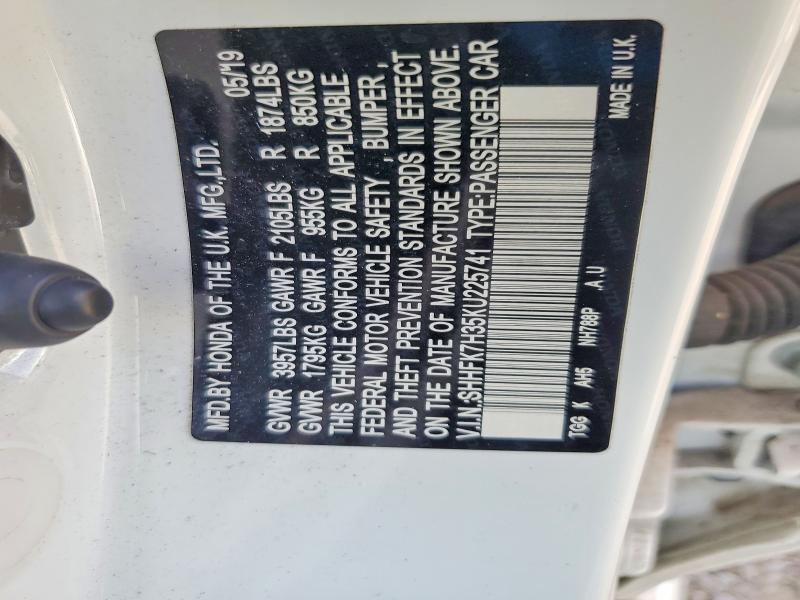 MFD.BY HONDA OF THE U.K. MFG.,LTD. 05/19
GWVR 3957LBS GAWR F 2105LBS R 1874LBS
GWVR 1795KG GAWR F 955KG R 850KG
THIS VEHICLE CONFORMS TO ALL APPLICABLE
FEDERAL MOTOR VEHICLE SAFETY , BUMPER ,
AND THEFT PREVENTION STANDARDS IN EFFECT
ON THE DATE OF MANUFACTURE SHOWN ABOVE.
V.I.N.:SHHFK7H35KU225741 TYPE:PASSENGER CAR
TGG K AH5 NH788P .A U MADE IN U.K.